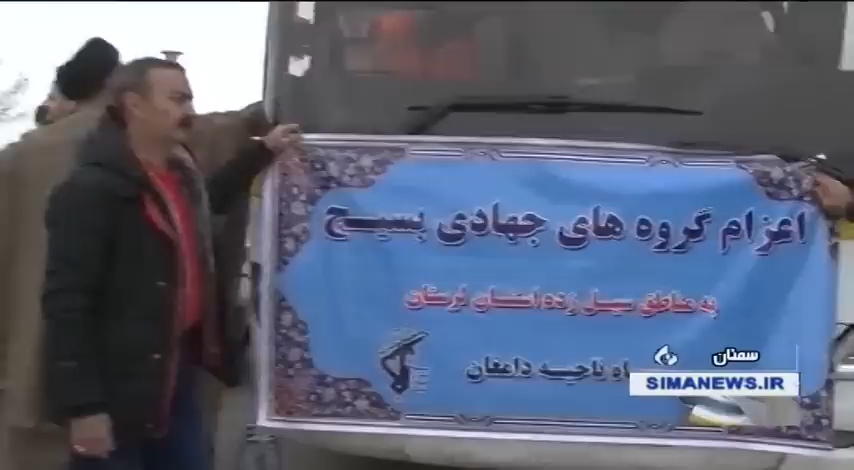 اعزام گروه های جهادی بسیج
به مناطق سیل زده استان لرستان
ناحیه دامغان
سمنان
SIMANEWS.IR